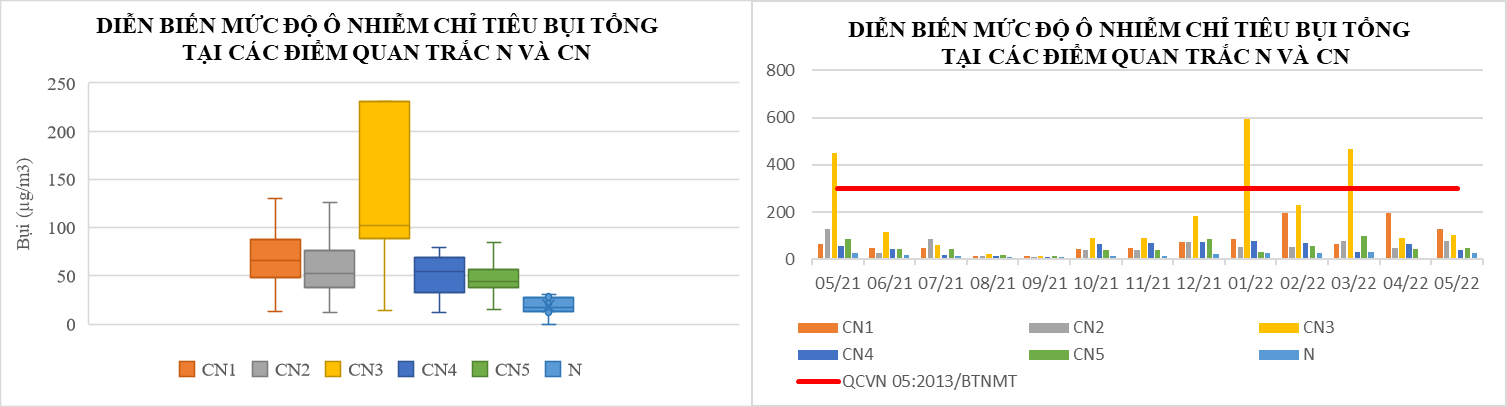 DIỄN BIẾN MỨC ĐỘ Ô NHIỄM CHỈ TIÊU BỤI TỔNG
TẠI CÁC ĐIỂM QUAN TRẮC N VÀ CN
250
200
150
100
50
0
Bụi (µg/m3)
CN1 CN2 CN3 CN4 CN5 N
DIỄN BIẾN MỨC ĐỘ Ô NHIỄM CHỈ TIÊU BỤI TỔNG
TẠI CÁC ĐIỂM QUAN TRẮC N VÀ CN
800
600
400
200
0
05/21 06/21 07/21 08/21 09/21 10/21 11/21 12/21 01/22 02/22 03/22 04/22 05/22
CN1 CN2 CN3
CN4 CN5 N
QCVN 05:2013/BTNMT